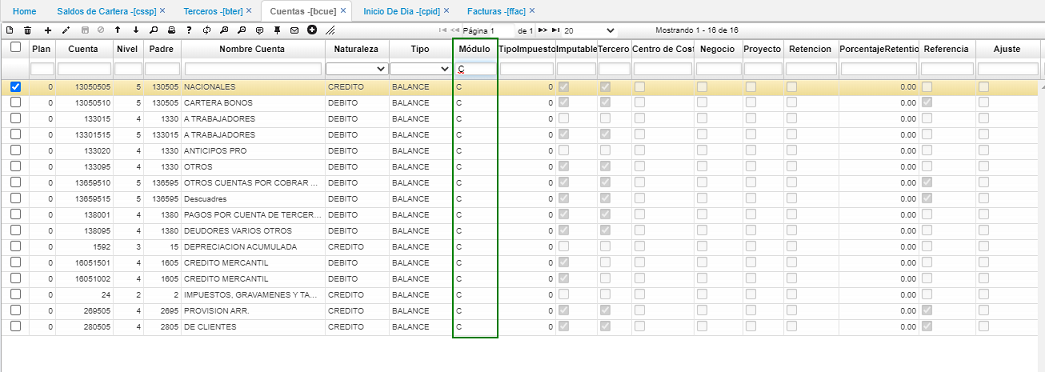 Home Saldos de Cartera -[cssp] × Terceros -[bter] × Cuentas -[bcue] × Inicio De Dia -[cpid] × Facturas -[ffac] ×
Página 1 de 1 20 Mostrando 1 - 16 de 16
Plan Cuenta Nivel Padre Nombre Cuenta Naturaleza Tipo Módulo TipoImpuesto Imputable Tercero Centro de Cost Negocio Proyecto Retencion PorcentajeRetencio Referencia Ajuste
C
0 13050505 5 130505 NACIONALES CREDITO BALANCE C 0 0.00
0 13050510 5 130505 CARTERA BONOS DEBITO BALANCE C 0 0.00
0 133015 4 1330 A TRABAJADORES DEBITO BALANCE C 0 0.00
0 13301515 5 133015 A TRABAJADORES DEBITO BALANCE C 0 0.00
0 133020 4 1330 ANTICIPOS PRO DEBITO BALANCE C 0 0.00
0 133095 4 1330 OTROS DEBITO BALANCE C 0 0.00
0 13659510 5 136595 OTROS CUENTAS POR COBRAR ... DEBITO BALANCE C 0 0.00
0 13659515 5 136595 Descuadres DEBITO BALANCE C 0 0.00
0 138001 4 1380 PAGOS POR CUENTA DE TERCER... DEBITO BALANCE C 0 0.00
0 138095 4 1380 DEUDORES VARIOS OTROS DEBITO BALANCE C 0 0.00
0 1592 3 15 DEPRECIACION ACUMULADA CREDITO BALANCE C 0 0.00
0 16051501 4 1605 CREDITO MERCANTIL DEBITO BALANCE C 0 0.00
0 16051002 4 1605 CREDITO MERCANTIL DEBITO BALANCE C 0 0.00
0 24 2 2 IMPUESTOS, GRAVAMENES Y TA... CREDITO BALANCE C 0 0.00
0 269505 4 2695 PROVISION ARR. CREDITO BALANCE C 0 0.00
0 280505 4 2805 DE CLIENTES CREDITO BALANCE C 0 0.00